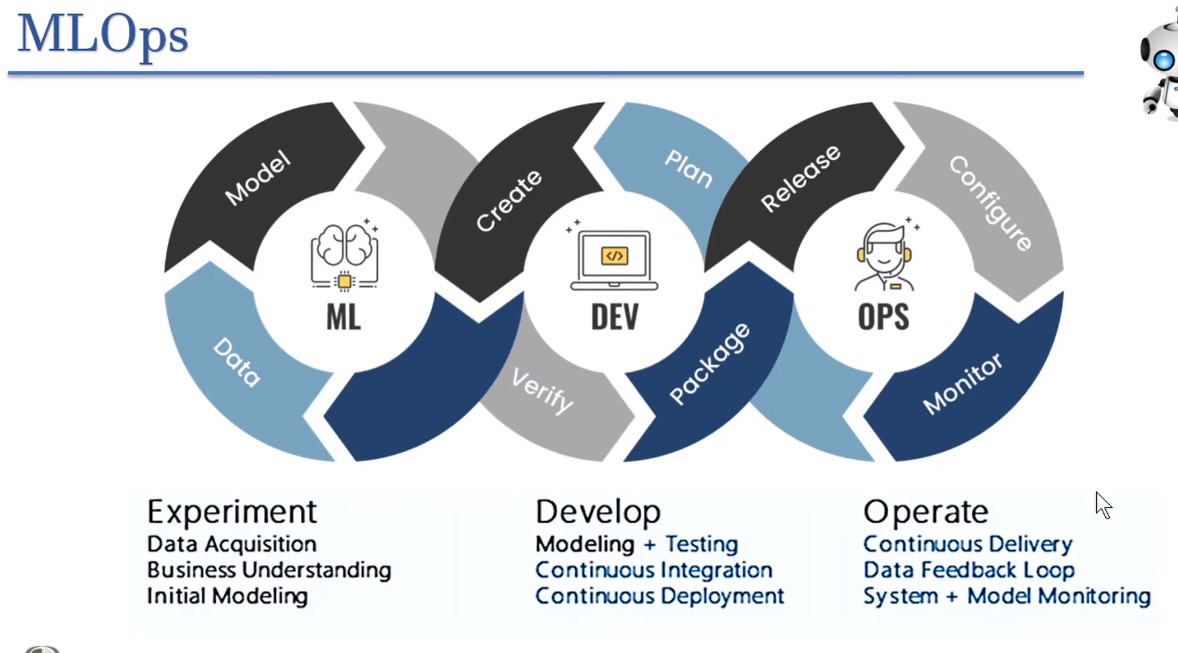 MLOps
Model
Create
Plan
Release
Configure
</>
ML
DEV
OPS
Data
Verify
Package
Monitor
Experiment
Data Acquisition
Business Understanding
Initial Modeling
Develop
Modeling + Testing
Continuous Integration
Continuous Deployment
Operate
Continuous Delivery
Data Feedback Loop
System + Model Monitoring